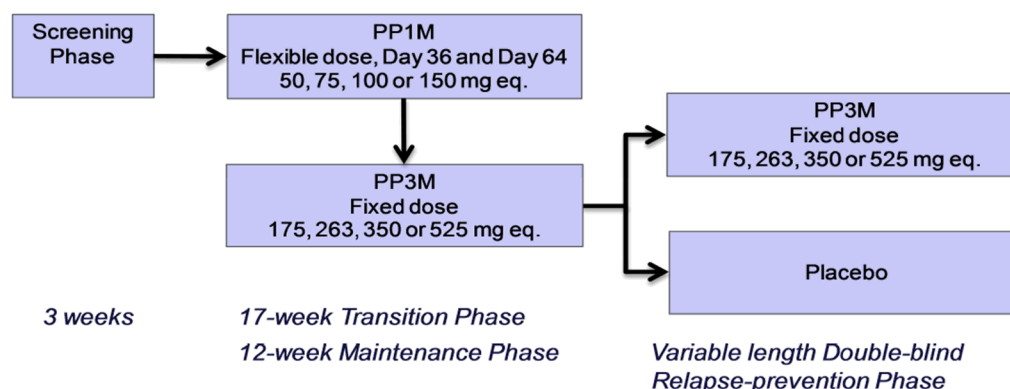 Screening
Phase
PP1M
Flexible dose, Day 36 and Day 64
50, 75, 100 or 150 mg eq.
PP3M
Fixed dose
175, 263, 350 or 525 mg eq.
PP3M
Fixed dose
175, 263, 350 or 525 mg eq.
Placebo
3 weeks
17-week Transition Phase
12-week Maintenance Phase
Variable length Double-blind
Relapse-prevention Phase